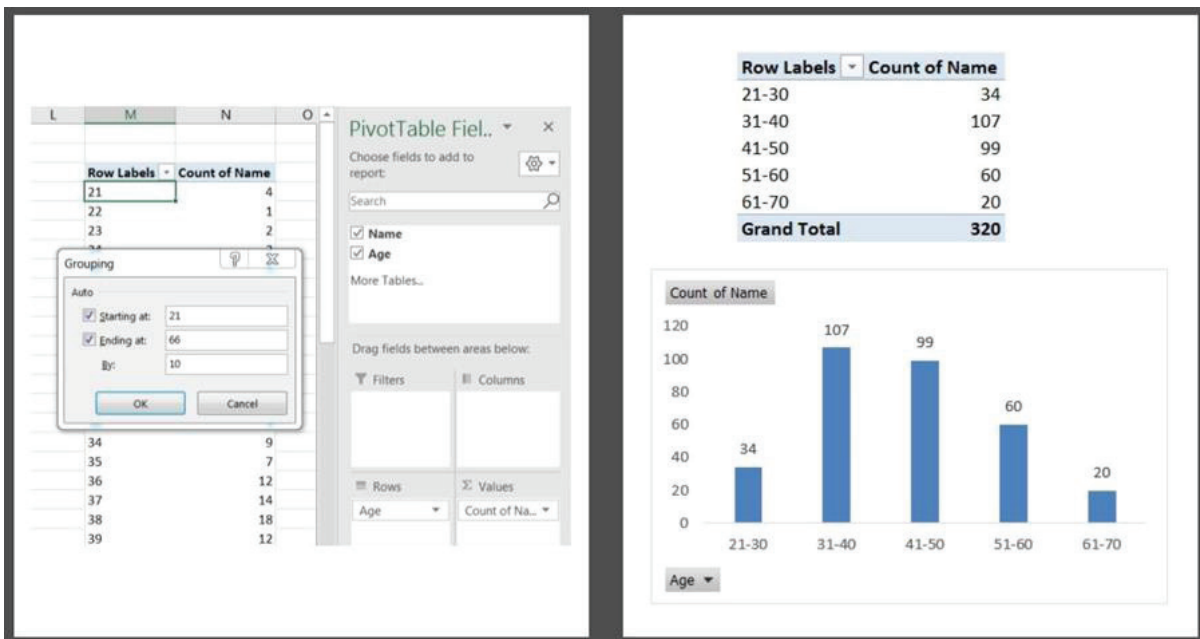 L M N O
Row Labels Count of Name
21 4
22 1
23 2
Grouping
Auto
Starting at: 21
Ending at: 66
By: 10
OK Cancel
34 9
35 7
36 12
37 14
38 18
39 12
PivotTable Fiel..
Choose fields to add to
report:
Search
Name
Age
More Tables...
Drag fields between areas below:
Filters Columns
Rows Σ Values
Age Count of Na...
Row Labels Count of Name
21-30 34
31-40 107
41-50 99
51-60 60
61-70 20
Grand Total 320
Count of Name
120
100
80
60
40
20
0
34
107
99
60
20
21-30 31-40 41-50 51-60 61-70
Age